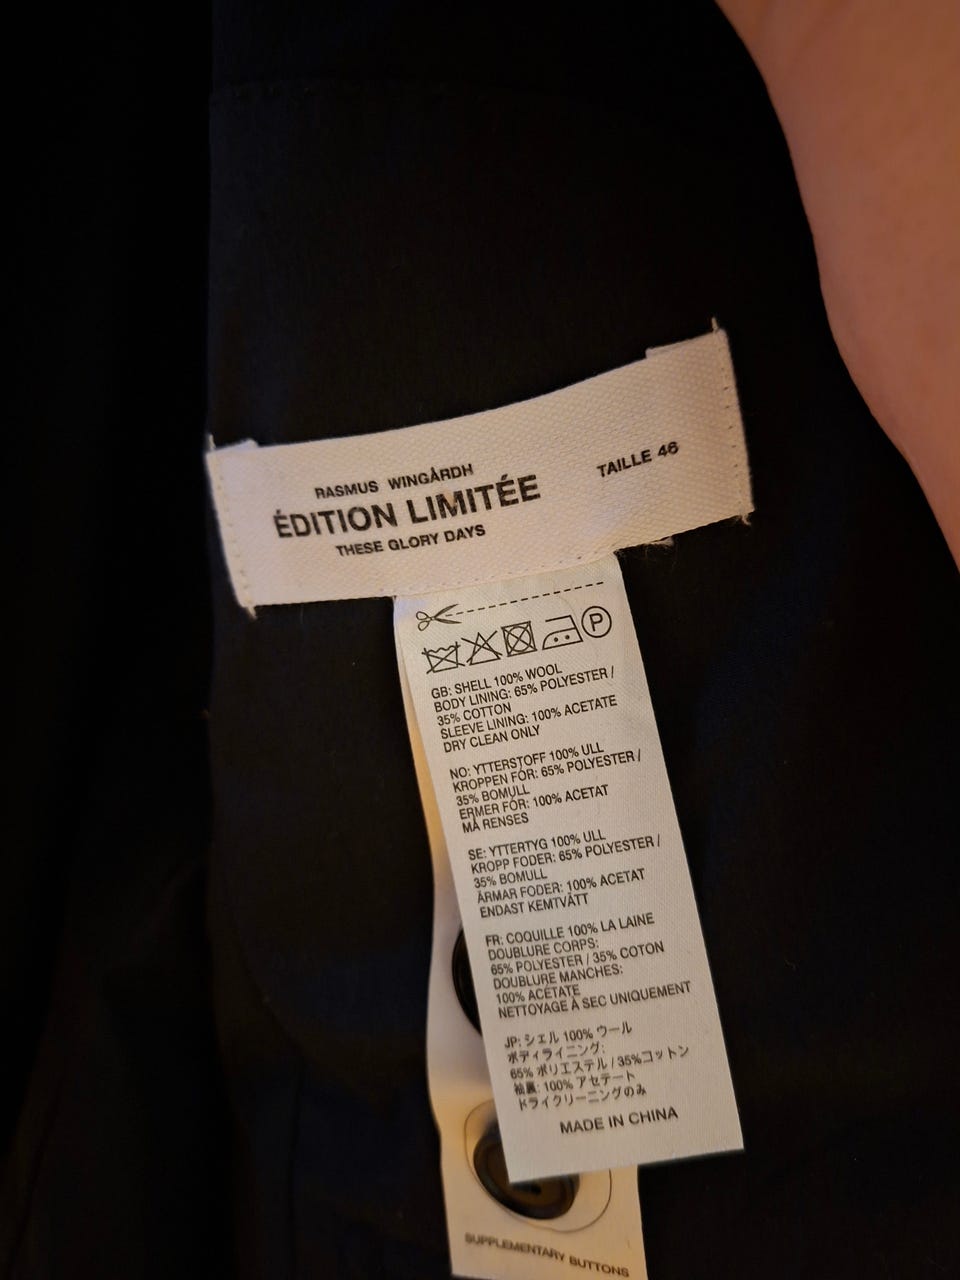 RASMUS WINGÅRDH
ÉDITION LIMITÉE
THESE GLORY DAYS
TAILLE 46
P
GB: SHELL 100% WOOL
BODY LINING: 65% POLYESTER /
35% COTTON
SLEEVE LINING: 100% ACETATE
DRY CLEAN ONLY
NO: YTTERSTOFF 100% ULL
KROPPEN FÓR: 65% POLYESTER /
35% BOMULL
ERMER FÓR: 100% ACETAT
MÅ RENSES
SE: YTTERTYG 100% ULL
KROPP FODER: 65% POLYESTER /
35% BOMULL
ÄRMAR FODER: 100% ACETAT
ENDAST KEMTVÄTT
FR: COQUILLE 100% LA LAINE
DOUBLURE CORPS:
65% POLYESTER / 35% COTON
DOUBLURE MANCHES:
100% ACÉTATE
NETTOYAGE À SEC UNIQUEMENT
JP: シェル 100% ウール
ボディライニング:
65% ポリエステル / 35%コットン
袖裏: 100% アセテート
ドライクリーニングのみ
MADE IN CHINA
SUPPLEMENTARY BUTTONS